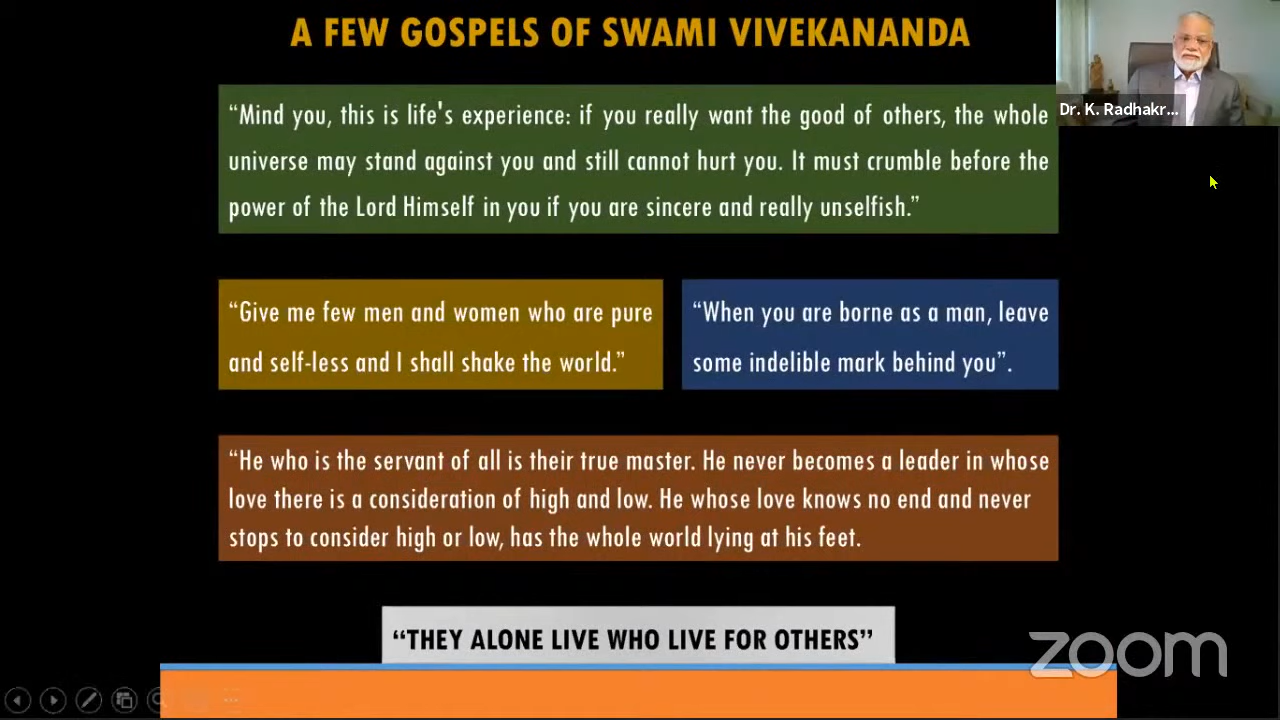 A FEW GOSPELS OF SWAMI VIVEKANANDA
Dr. K. Radhakr...
“Mind you, this is life's experience: if you really want the good of others, the whole
universe may stand against you and still cannot hurt you. It must crumble before the
power of the Lord Himself in you if you are sincere and really unselfish.”
“Give me few men and women who are pure
and self-less and I shall shake the world.”
“When you are borne as a man, leave
some indelible mark behind you”.
“He who is the servant of all is their true master. He never becomes a leader in whose
love there is a consideration of high and low. He whose love knows no end and never
stops to consider high or low, has the whole world lying at his feet.
“THEY ALONE LIVE WHO LIVE FOR OTHERS”
zoom